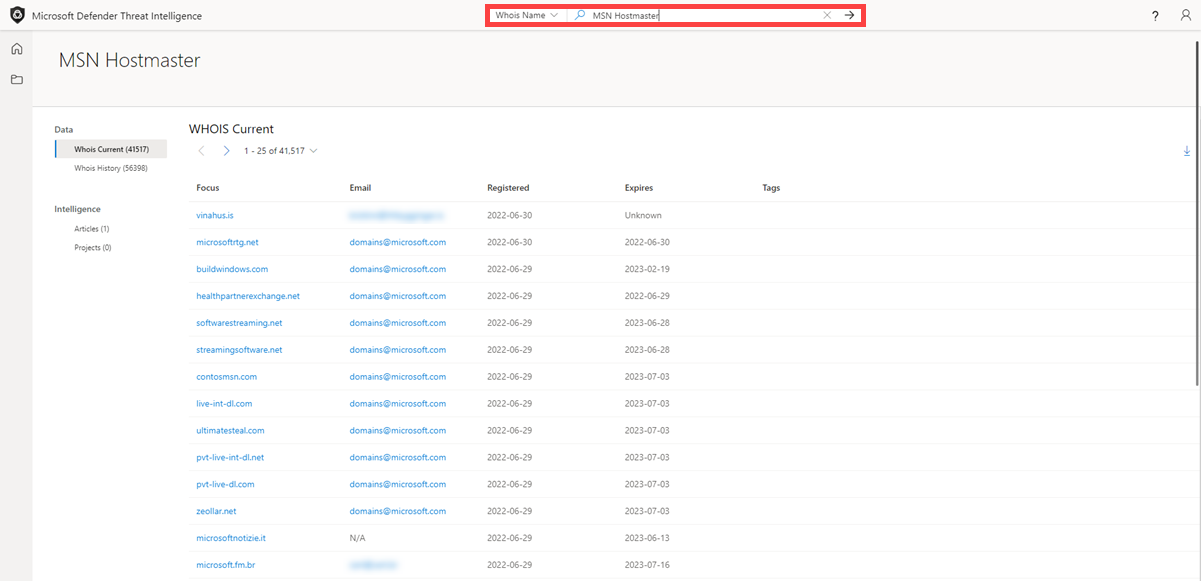 Microsoft Defender Threat Intelligence
Whois Name MSN Hostmaster
?
MSN Hostmaster
Data
Whois Current (41517)
Whois History (56398)
Intelligence
Articles (1)
Projects (0)
WHOIS Current
1 - 25 of 41,517
Focus Email Registered Expires Tags
vinahus.is 2022-06-30 Unknown
microsoftrtg.net domains@microsoft.com 2022-06-30 2022-06-30
buildwindows.com domains@microsoft.com 2022-06-29 2023-02-19
healthpartnerexchange.net domains@microsoft.com 2022-06-29 2022-06-29
softwarestreaming.net domains@microsoft.com 2022-06-29 2023-06-28
streamingsoftware.net domains@microsoft.com 2022-06-29 2023-06-28
contosmsn.com domains@microsoft.com 2022-06-29 2023-07-03
live-int-dl.com domains@microsoft.com 2022-06-29 2023-07-03
ultimatesteal.com domains@microsoft.com 2022-06-29 2023-07-03
pvt-live-int-dl.net domains@microsoft.com 2022-06-29 2023-07-03
pvt-live-dl.com domains@microsoft.com 2022-06-29 2023-07-03
zeollar.net domains@microsoft.com 2022-06-29 2023-07-03
microsoftnotizie.it N/A 2022-06-29 2023-06-13
microsoft.fm.br 2022-06-29 2023-07-16